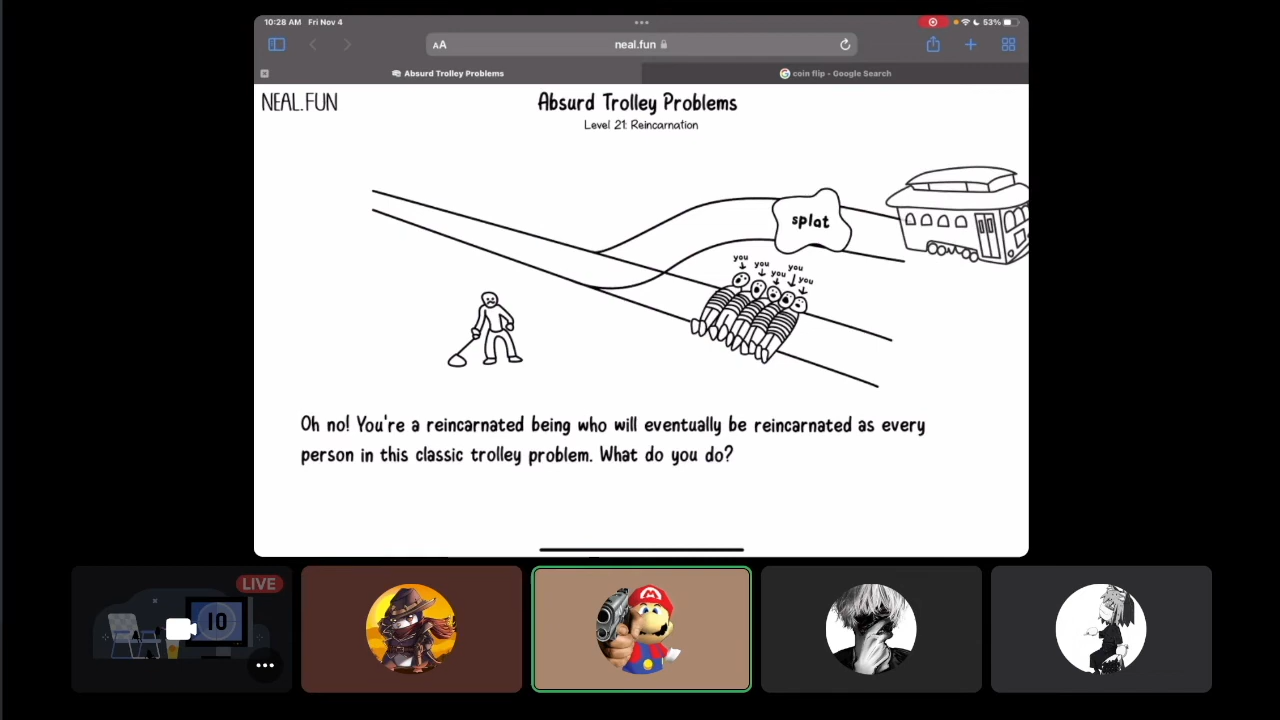 10:28 AM Fri Nov 4
53%
AA
neal.fun
Absurd Trolley Problems
coin flip - Google Search
NEAL.FUN
Absurd Trolley Problems
Level 21: Reincarnation
splat
you
you
you
you
you
Oh no! You're a reincarnated being who will eventually be reincarnated as every
person in this classic trolley problem. What do you do?
LIVE
10
M